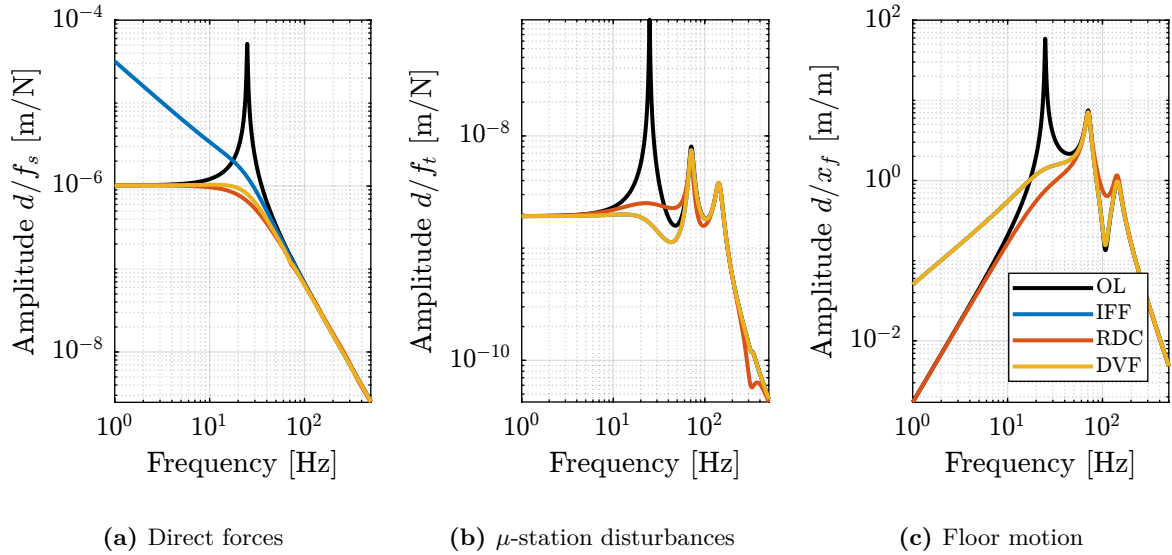 10^{-4}
10^{-6}
10^{-8}
Amplitude d/f_s [m/N]
10^0 10^1 10^2
Frequency [Hz]
(a) Direct forces
10^{-8}
10^{-10}
Amplitude d/f_t [m/N]
10^0 10^1 10^2
Frequency [Hz]
(b) μ-station disturbances
10^2
10^0
10^{-2}
Amplitude d/x_f [m/m]
OL
IFF
RDC
DVF
10^0 10^1 10^2
Frequency [Hz]
(c) Floor motion